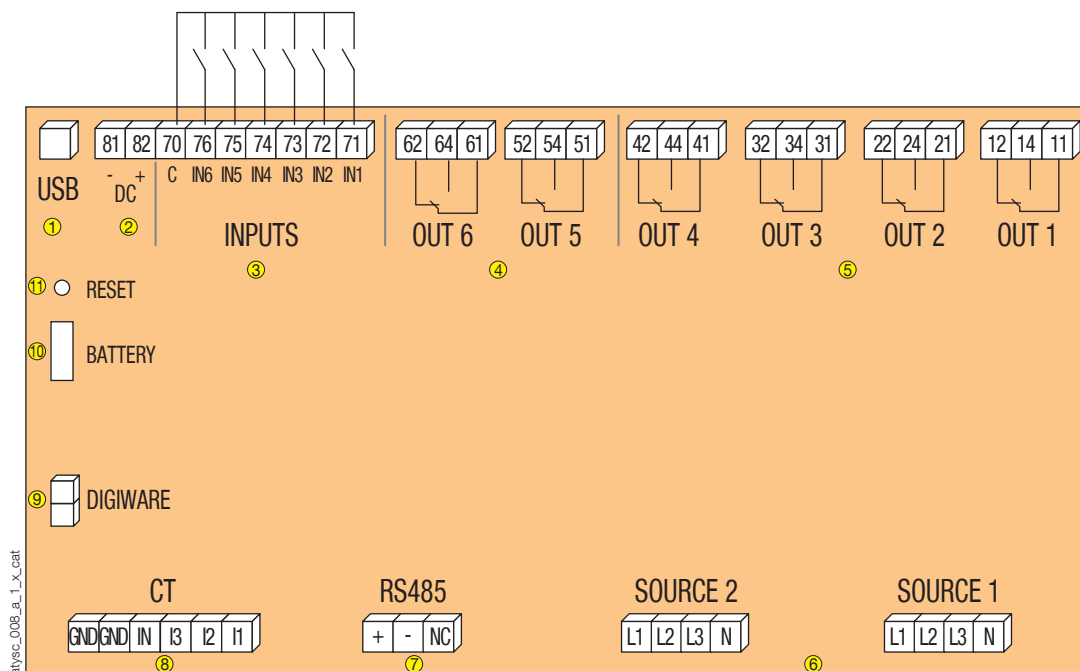 81 82 70 76 75 74 73 72 71 62 64 61 52 54 51 42 44 41 32 34 31 22 24 21 12 14 11
- + C IN6 IN5 IN4 IN3 IN2 IN1
USB DC
① ②
INPUTS OUT 6 OUT 5 OUT 4 OUT 3 OUT 2 OUT 1
③ ④ ⑤
⑪ RESET
⑩ BATTERY
⑨ DIGIWARE
CT RS485 SOURCE 2 SOURCE 1
GND GND IN I3 I2 I1 + - NC L1 L2 L3 N L1 L2 L3 N
⑧ ⑦ ⑥
atysc_008_a_1_x_cat